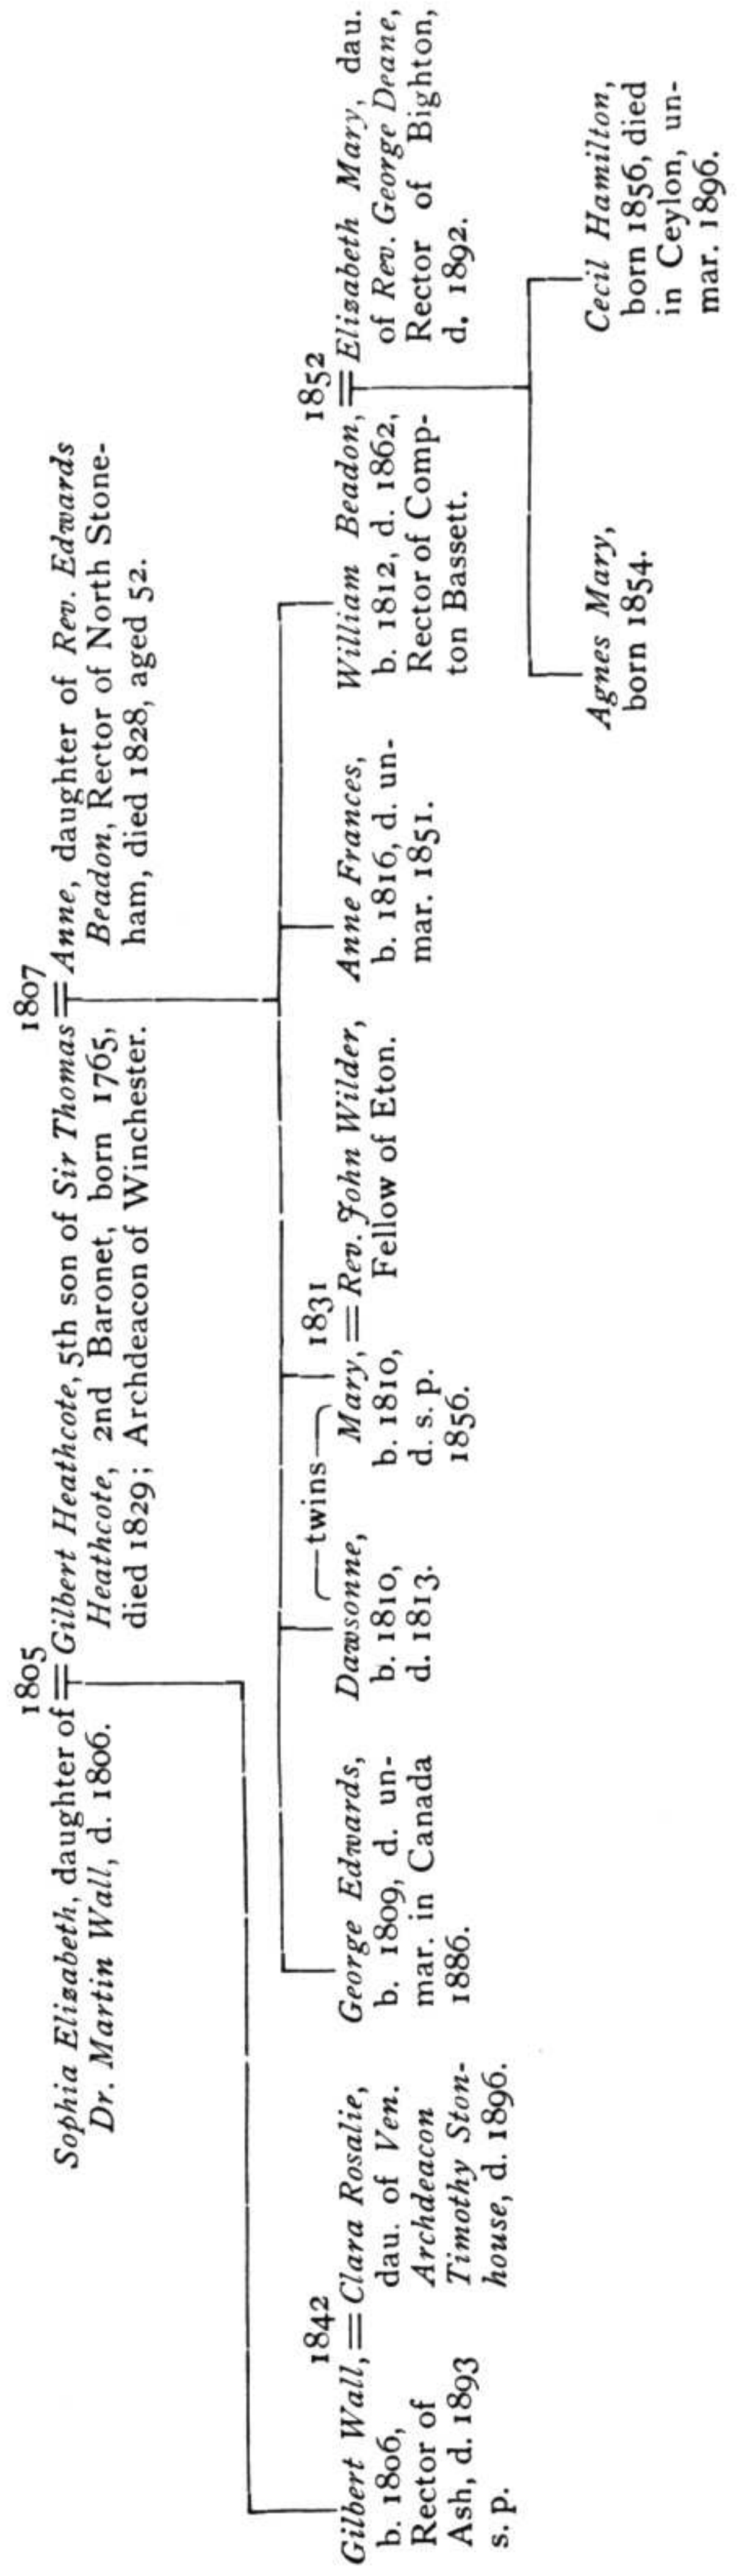 1805
Sophia Elizabeth, daughter of = Gilbert Heathcote, 5th son of Sir Thomas
Dr. Martin Wall, d. 1806.
Heathcote, 2nd Baronet, born 1765,
died 1829; Archdeacon of Winchester.
1807
= Anne, daughter of Rev. Edwards
Beadon, Rector of North Stone-
ham, died 1828, aged 52.
1842
Gilbert Wall, = Clara Rosalie,
b. 1806,
Rector of
Ash, d. 1893
s. p.
dau. of Ven.
Archdeacon
Timothy Ston-
house, d. 1896.
George Edwards,
b. 1809, d. un-
mar. in Canada
1886.
twins
Dawsonne,
b. 1810,
d. 1813.
1831
Mary, = Rev. John Wilder,
b. 1810,
d. s. p.
1856.
Fellow of Eton.
Anne Frances,
b. 1816, d. un-
mar. 1851.
1852
William Beadon, = Elizabeth Mary, dau.
b. 1812, d. 1862,
Rector of Comp-
ton Bassett.
of Rev. George Deane,
Rector of Bighton,
d. 1892.
Agnes Mary,
born 1854.
Cecil Hamilton,
born 1856, died
in Ceylon, un-
mar. 1896.